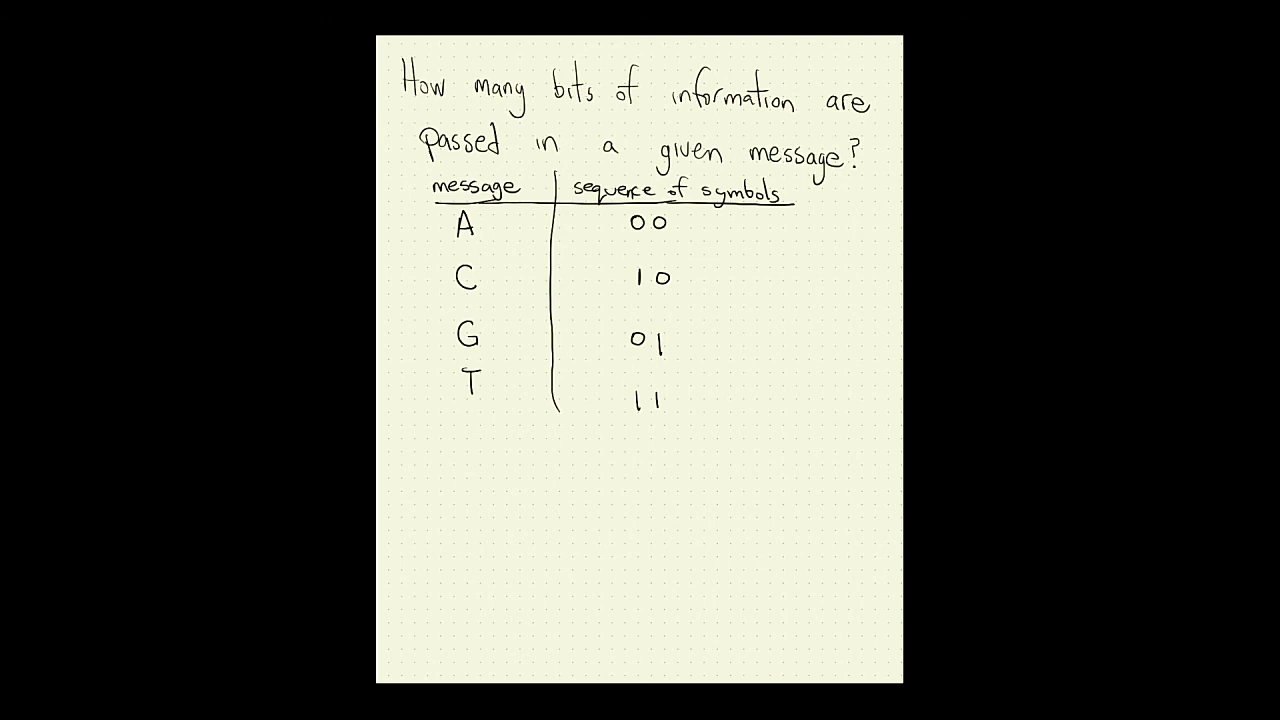 How many bits of information are
passed in a given message?
message sequence of symbols
A 00
C 10
G 01
T 11